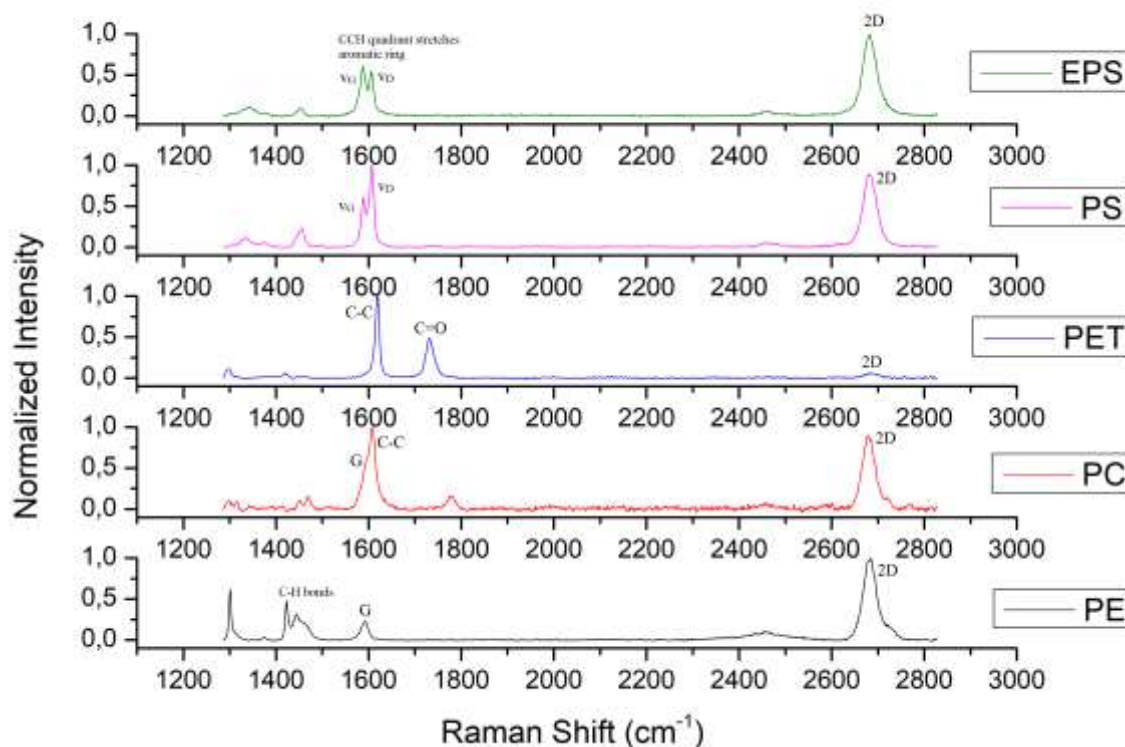 Normalized Intensity
1,0
0,5
0,0
CCH quadrant stretches
aromatic ring
νG νD
2D
EPS
1200 1400 1600 1800 2000 2200 2400 2600 2800 3000
1,0
0,5
0,0
νG
νD
2D
PS
1200 1400 1600 1800 2000 2200 2400 2600 2800 3000
1,0
0,5
0,0
C-C
C=O
2D
PET
1200 1400 1600 1800 2000 2200 2400 2600 2800 3000
1,0
0,5
0,0
G
C-C
2D
PC
1200 1400 1600 1800 2000 2200 2400 2600 2800 3000
1,0
0,5
0,0
C-H bonds
G
2D
PE
1200 1400 1600 1800 2000 2200 2400 2600 2800 3000
Raman Shift (cm⁻¹)